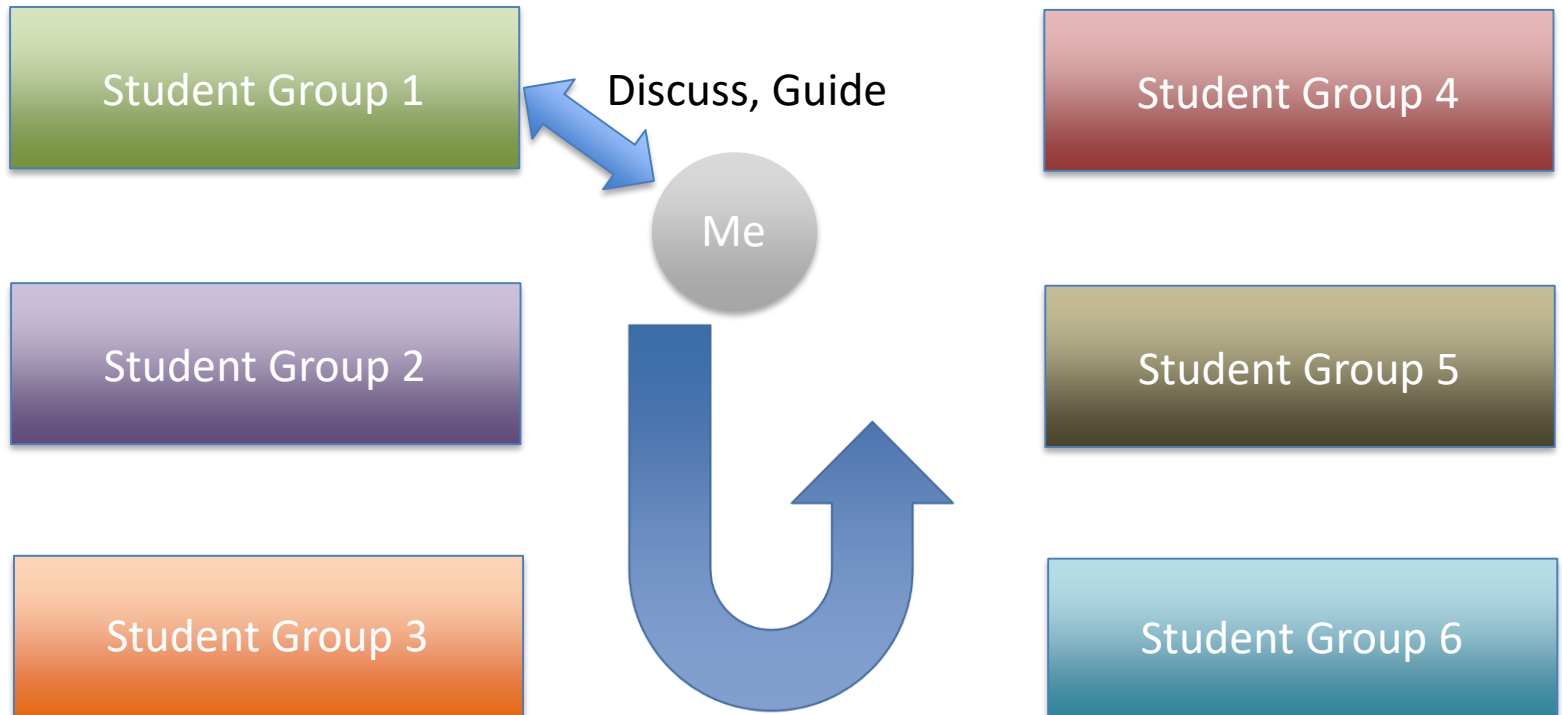 Student Group 1
Discuss, Guide
Student Group 4
Me
Student Group 2
Student Group 5
Student Group 3
Student Group 6